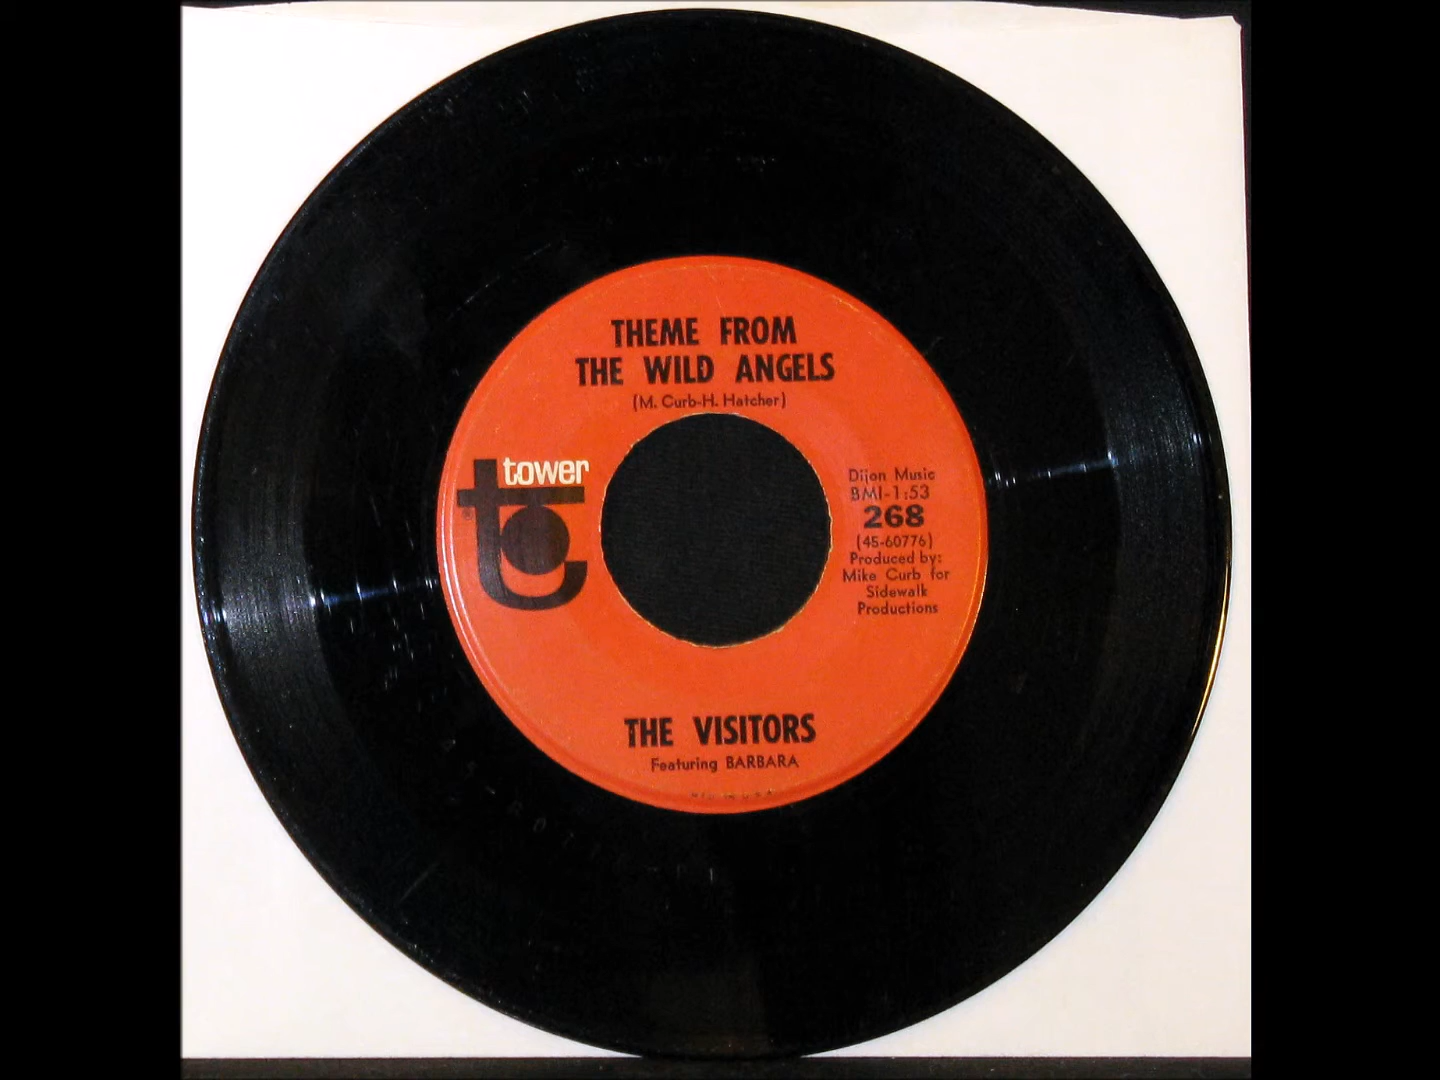 THEME FROM
THE WILD ANGELS
(M. Curb-H. Hatcher)
tower
®
Dijon Music
BMI-1:53
268
(45-60776)
Produced by:
Mike Curb for
Sidewalk
Productions
THE VISITORS
Featuring BARBARA